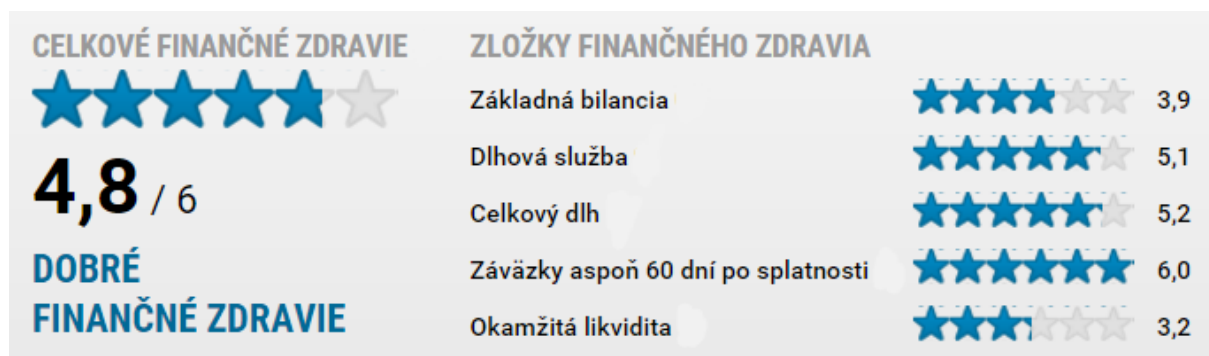 CELKOVÉ FINANČNÉ ZDRAVIE
4,8 / 6
DOBRÉ
FINANČNÉ ZDRAVIE
ZLOŽKY FINANČNÉHO ZDRAVIA
Základná bilancia 3,9
Dlhová služba 5,1
Celkový dlh 5,2
Záväzky aspoň 60 dní po splatnosti 6,0
Okamžitá likvidita 3,2